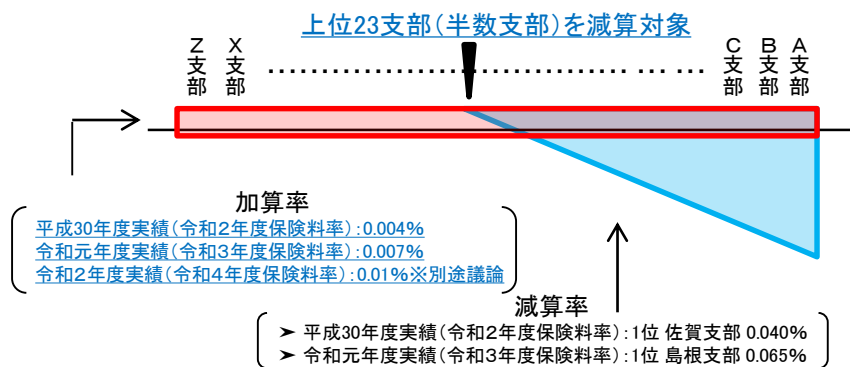 上位23支部(半数支部)を減算対象
Z支部 X支部 ‥‥‥‥‥‥‥‥‥‥‥‥‥‥‥‥ … … C支部 B支部 A支部
加算率
平成30年度実績(令和2年度保険料率):0.004%
令和元年度実績(令和3年度保険料率):0.007%
令和2年度実績(令和4年度保険料率):0.01%※別途議論
減算率
➤ 平成30年度実績(令和2年度保険料率):1位 佐賀支部 0.040%
➤ 令和元年度実績(令和3年度保険料率):1位 島根支部 0.065%